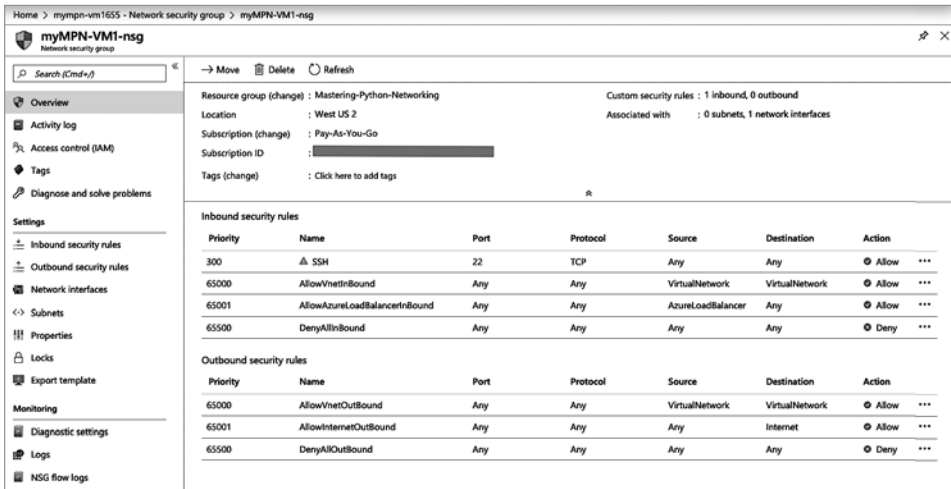 Home > mympn-vm1655 - Network security group > myMPN-VM1-nsg
myMPN-VM1-nsg
Network security group
Search (Cmd+/)
«
Overview
Activity log
Access control (IAM)
Tags
Diagnose and solve problems
Settings
Inbound security rules
Outbound security rules
Network interfaces
Subnets
Properties
Locks
Export template
Monitoring
Diagnostic settings
Logs
NSG flow logs
Move Delete Refresh
Resource group (change) : Mastering-Python-Networking Custom security rules : 1 inbound, 0 outbound
Location : West US 2 Associated with : 0 subnets, 1 network interfaces
Subscription (change) : Pay-As-You-Go
Subscription ID :
Tags (change) : Click here to add tags
Inbound security rules
Priority Name Port Protocol Source Destination Action
300 SSH 22 TCP Any Any Allow ...
65000 AllowVnetInBound Any Any VirtualNetwork VirtualNetwork Allow ...
65001 AllowAzureLoadBalancerInBound Any Any AzureLoadBalancer Any Allow ...
65500 DenyAllInBound Any Any Any Any Deny ...
Outbound security rules
Priority Name Port Protocol Source Destination Action
65000 AllowVnetOutBound Any Any VirtualNetwork VirtualNetwork Allow ...
65001 AllowInternetOutBound Any Any Any Internet Allow ...
65500 DenyAllOutBound Any Any Any Any Deny ...